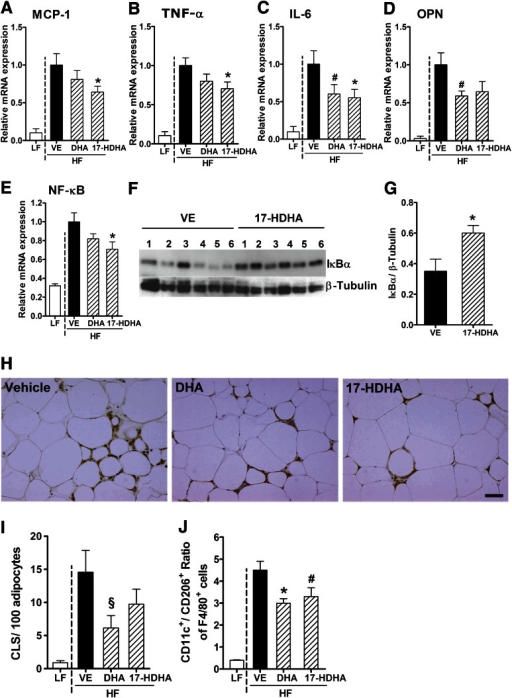 A MCP-1
Relative mRNA expression
1.5
1.0
0.5
0.0
*
LF VE DHA 17-HDHA
HF
B TNF-α
Relative mRNA expression
1.5
1.0
0.5
0.0
*
LF VE DHA 17-HDHA
HF
C IL-6
Relative mRNA expression
1.5
1.0
0.5
0.0
# *
LF VE DHA 17-HDHA
HF
D OPN
Relative mRNA expression
1.5
1.0
0.5
0.0
#
LF VE DHA 17-HDHA
HF
E NF-κB
Relative mRNA expression
1.2
1.0
0.8
0.6
0.4
0.2
0.0
*
LF VE DHA 17-HDHA
HF
F
VE 17-HDHA
1 2 3 4 5 6 1 2 3 4 5 6
IκBα
β-Tubulin
G
IκBα/ β-Tubulin
0.8
0.6
0.4
0.2
0.0
*
VE 17-HDHA
H
Vehicle DHA 17-HDHA
I
CLS/ 100 adipocytes
20
15
10
5
0
§
LF VE DHA 17-HDHA
HF
J
CD11c+/ CD206+ Ratio
of F4/80+ cells
6
5
4
3
2
1
0
* #
LF VE DHA 17-HDHA
HF